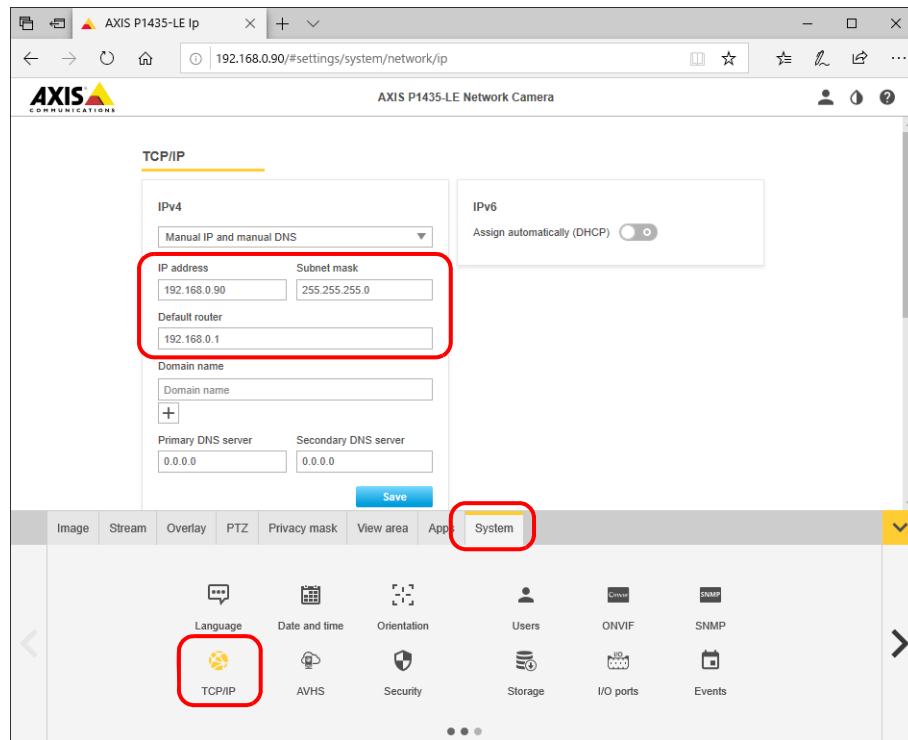 AXIS P1435-LE Ip
192.168.0.90/#settings/system/network/ip
AXIS
COMMUNICATIONS
AXIS P1435-LE Network Camera
TCP/IP
IPv4
Manual IP and manual DNS
IP address Subnet mask
192.168.0.90 255.255.255.0
Default router
192.168.0.1
Domain name
Domain name
Primary DNS server Secondary DNS server
0.0.0.0 0.0.0.0
Save
IPv6
Assign automatically (DHCP)
Image Stream Overlay PTZ Privacy mask View area Apps System
Language Date and time Orientation Users ONVIF SNMP
TCP/IP AVHS Security Storage I/O ports Events